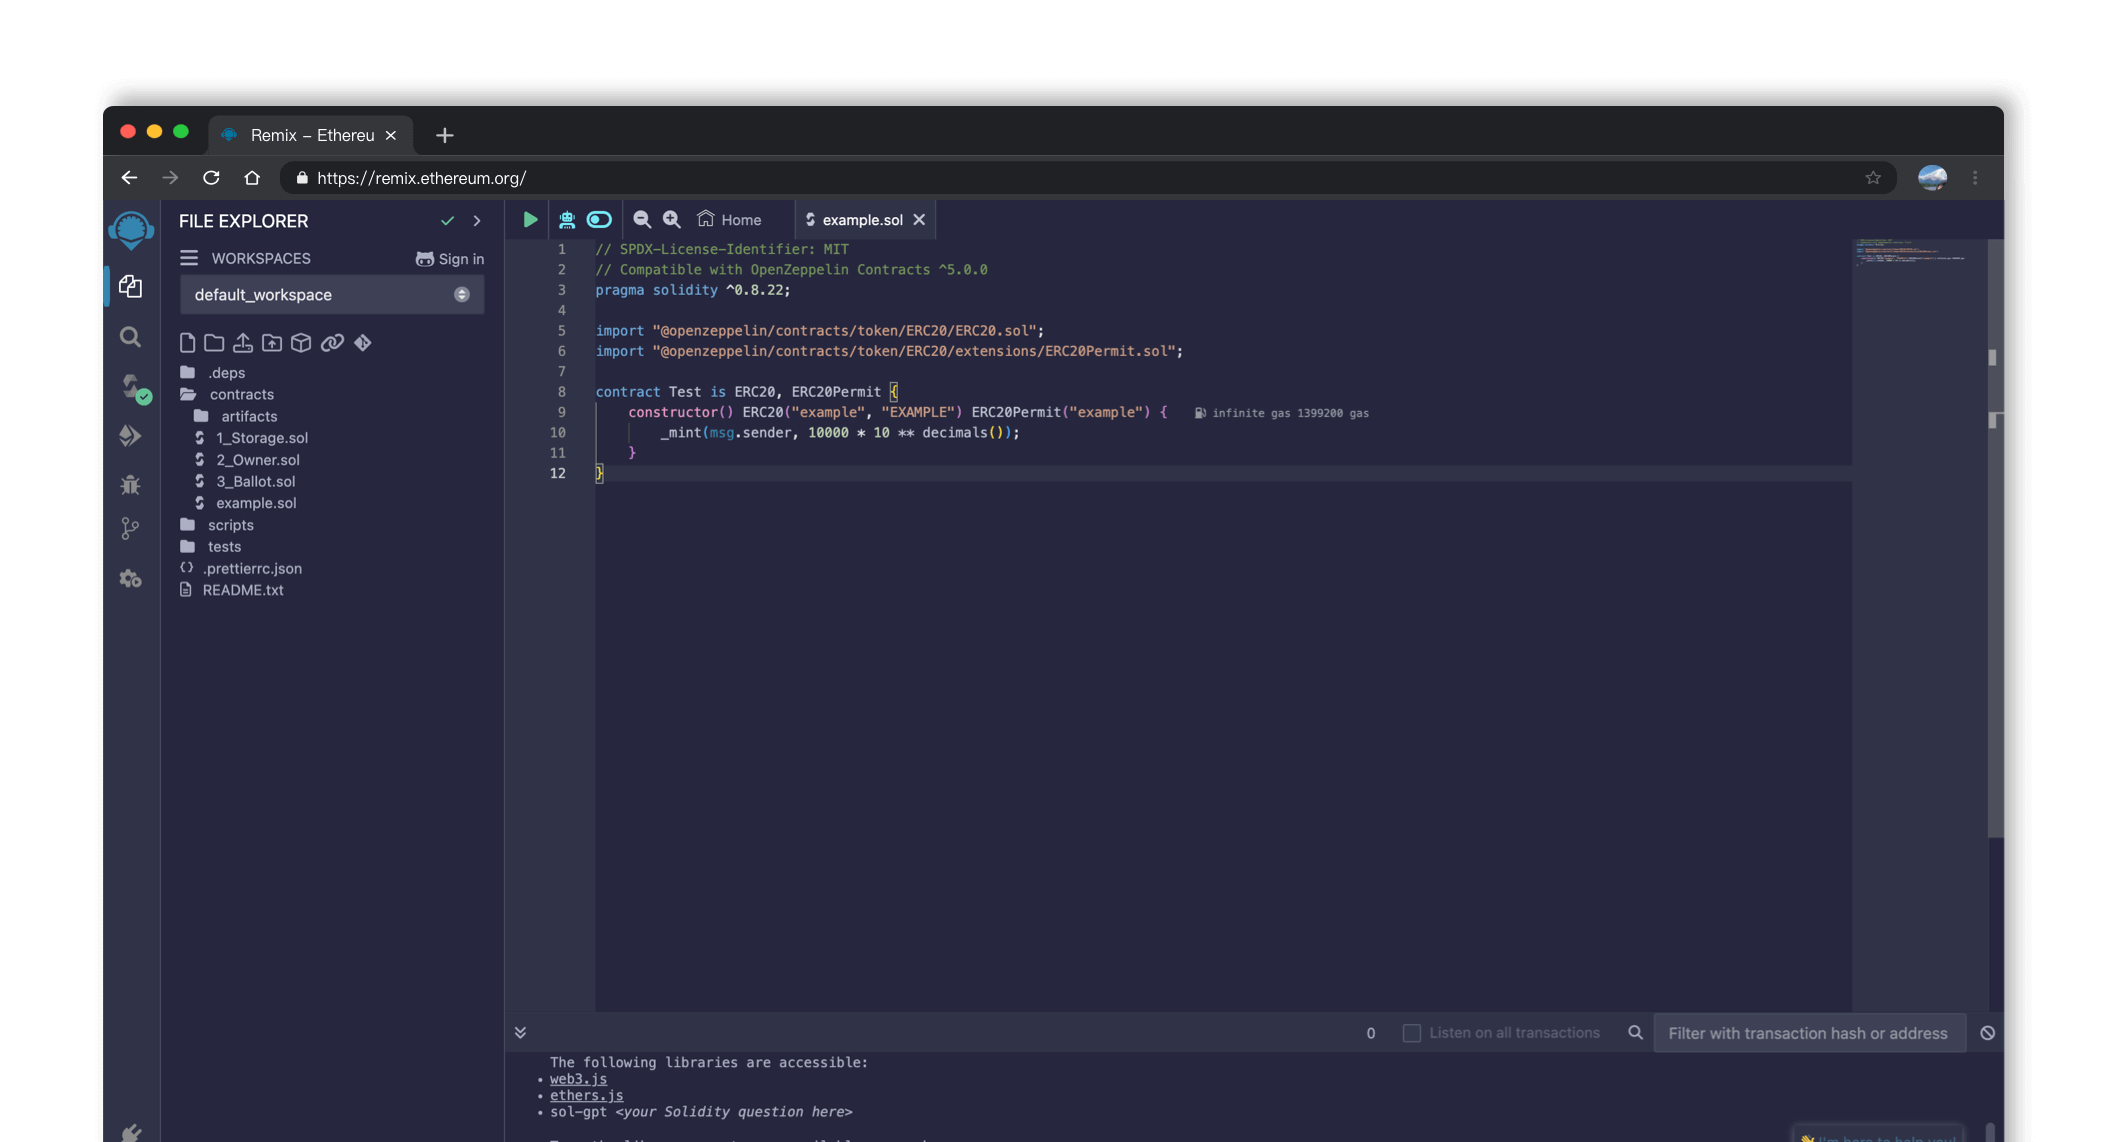 Remix – Ethereu
https://remix.ethereum.org/
FILE EXPLORER
WORKSPACES
Sign in
default_workspace
.deps
contracts
artifacts
1_Storage.sol
2_Owner.sol
3_Ballot.sol
example.sol
scripts
tests
.prettierrc.json
README.txt
Home
example.sol
1 // SPDX-License-Identifier: MIT
2 // Compatible with OpenZeppelin Contracts ^5.0.0
3 pragma solidity ^0.8.22;
4
5 import "@openzeppelin/contracts/token/ERC20/ERC20.sol";
6 import "@openzeppelin/contracts/token/ERC20/extensions/ERC20Permit.sol";
7
8 contract Test is ERC20, ERC20Permit {
9 constructor() ERC20("example", "EXAMPLE") ERC20Permit("example") { infinite gas 1399200 gas
10 _mint(msg.sender, 10000 * 10 ** decimals());
11 }
12 }
0 Listen on all transactions Filter with transaction hash or address
The following libraries are accessible:
• web3.js
• ethers.js
• sol-gpt <your Solidity question here>
I'm here to help you!